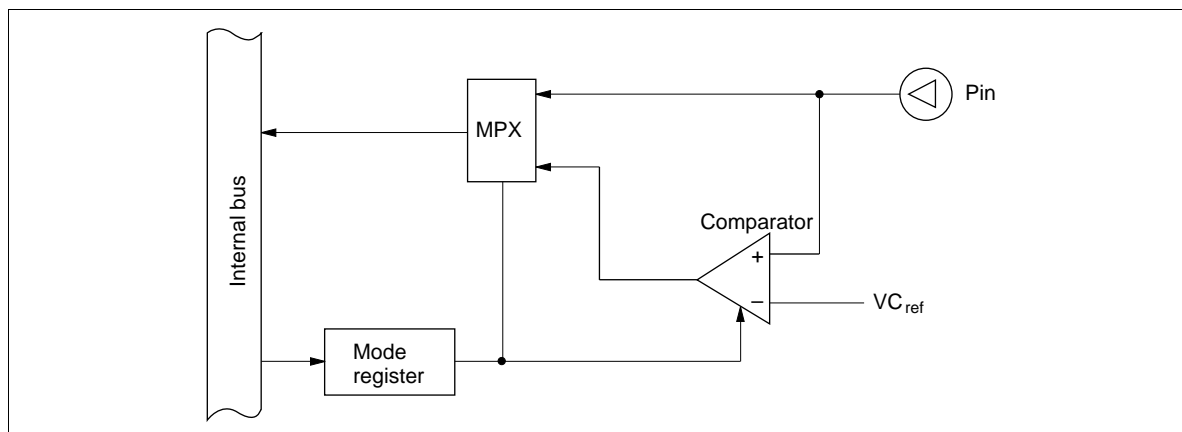 Internal bus
MPX
Pin
Comparator
+
−
VCref
Mode
register